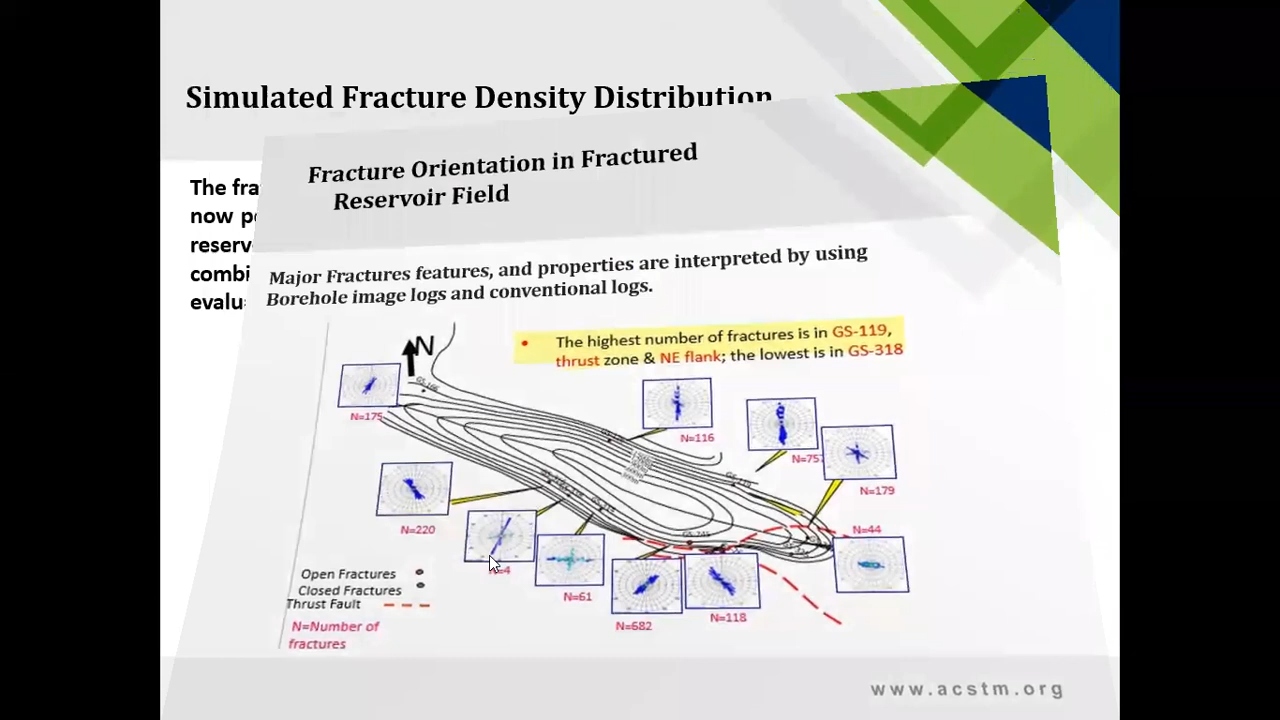 Simulated Fracture Density Distribution
Fracture Orientation in Fractured
Reservoir Field
The fra
now p
reserv
combi
evalu
Major Fractures features, and properties are interpreted by using
Borehole image logs and conventional logs.
• The highest number of fractures is in GS-119,
thrust zone & NE flank; the lowest is in GS-318
N
N=175
N=116
N=757
N=179
N=220
N=44
N=4
N=61
N=682
N=118
Open Fractures
Closed Fractures
Thrust Fault
N=Number of
fractures
www.acstm.org